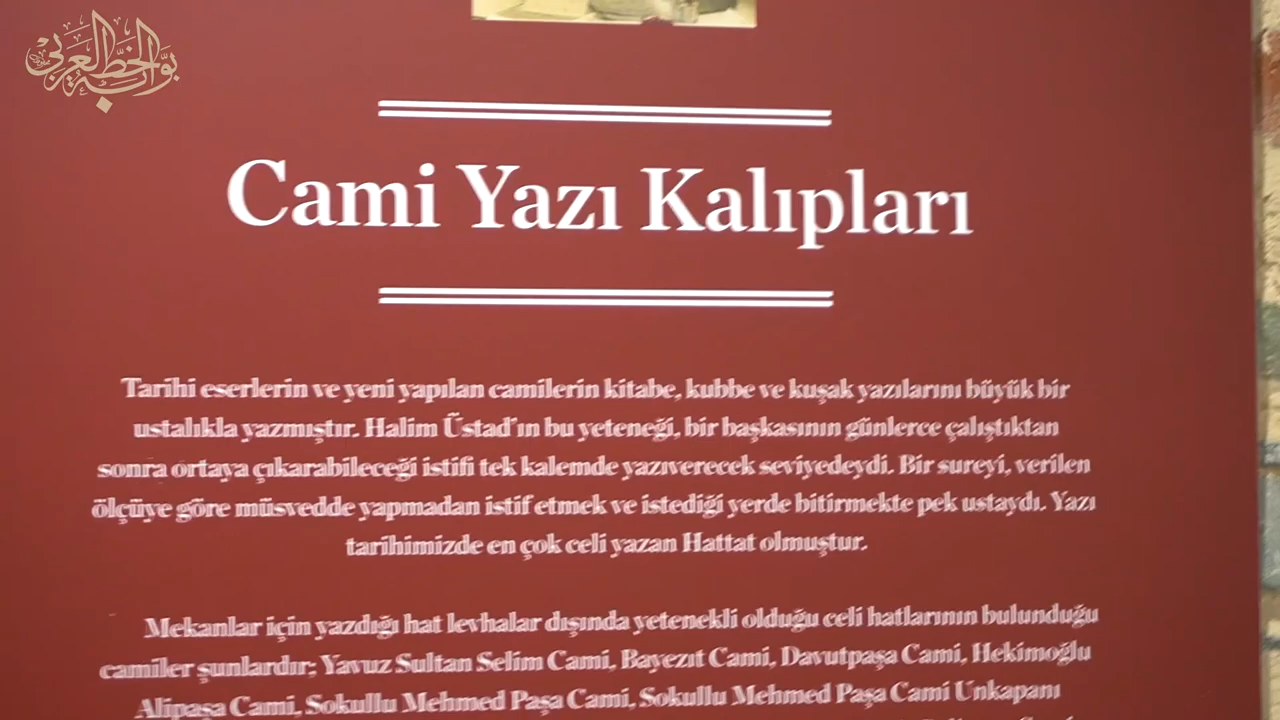 بوابة الخط العربي
Cami Yazı Kalıpları
Tarihi eserlerin ve yeni yapılan camilerin kitabe, kubbe ve kuşak yazılarını büyük bir
ustalıkla yazmıştır. Halim Üstad'ın bu yeteneği, bir başkasının günlerce çalıştıktan
sonra ortaya çıkarabileceği istifi tek kalemde yazıverecek seviyedeydi. Bir sureyi, verilen
ölçüye göre müsvedde yapmadan istif etmek ve istediği yerde bitirmekte pek ustaydı. Yazı
tarihimizde en çok celi yazan Hattat olmuştur.
Mekanlar için yazdığı hat levhalar dışında yetenekli olduğu celi hatlarının bulunduğu
camiler şunlardır; Yavuz Sultan Selim Cami, Bayezıt Cami, Davutpaşa Cami, Hekimoğlu
Alipaşa Cami, Sokullu Mehmed Paşa Cami, Sokullu Mehmed Paşa Cami Unkapanı